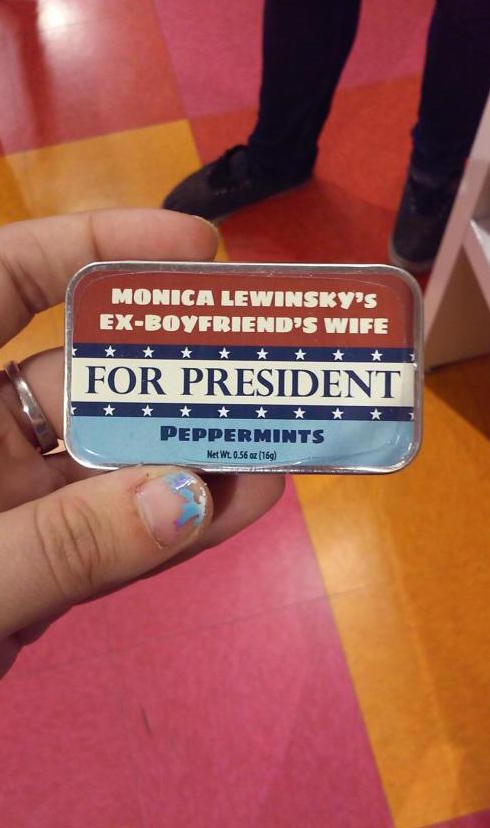 MONICA LEWINSKY'S
EX-BOYFRIEND'S WIFE
FOR PRESIDENT
PEPPERMINTS
Net Wt. 0.56 oz (16g)